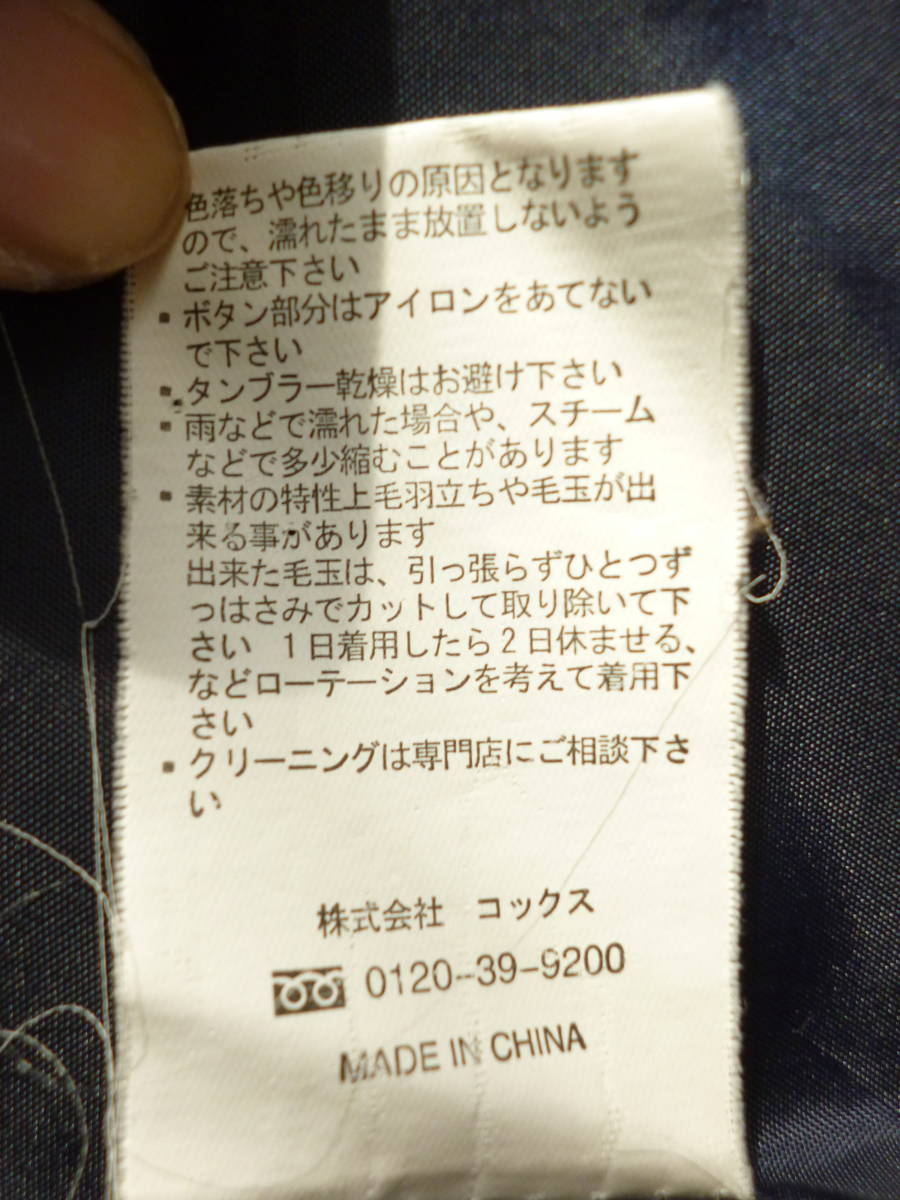 色落ちや色移りの原因となります
ので、濡れたまま放置しないよう
ご注意下さい
▪ボタン部分はアイロンをあてない
で下さい
▪タンブラー乾燥はお避け下さい
▪雨などで濡れた場合や、スチーム
などで多少縮むことがあります
▪素材の特性上毛羽立ちや毛玉が出
来る事があります
出来た毛玉は、引っ張らずひとつず
っはさみでカットして取り除いて下
さい 1日着用したら2日休ませる、
などローテーションを考えて着用下
さい
▪クリーニングは専門店にご相談下さ
い
株式会社 コックス
0120-39-9200
MADE IN CHINA